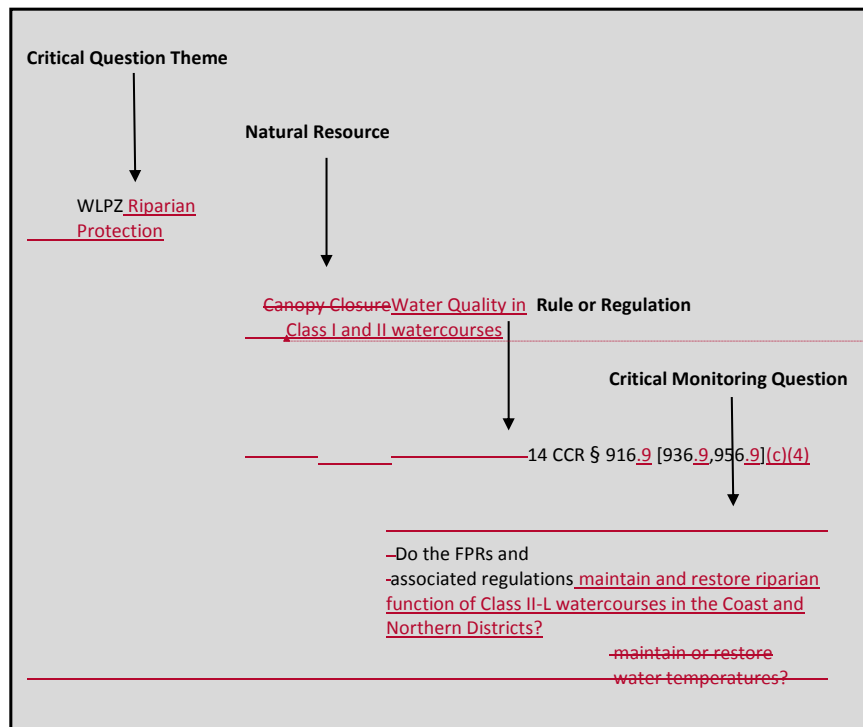 Critical Question Theme
Natural Resource
WLPZ Riparian
Protection
Canopy ClosureWater Quality in Rule or Regulation
Class I and II watercourses
Critical Monitoring Question
14 CCR § 916.9 [936.9,956.9](c)(4)
Do the FPRs and
associated regulations maintain and restore riparian
function of Class II-L watercourses in the Coast and
Northern Districts?
maintain or restore
water temperatures?